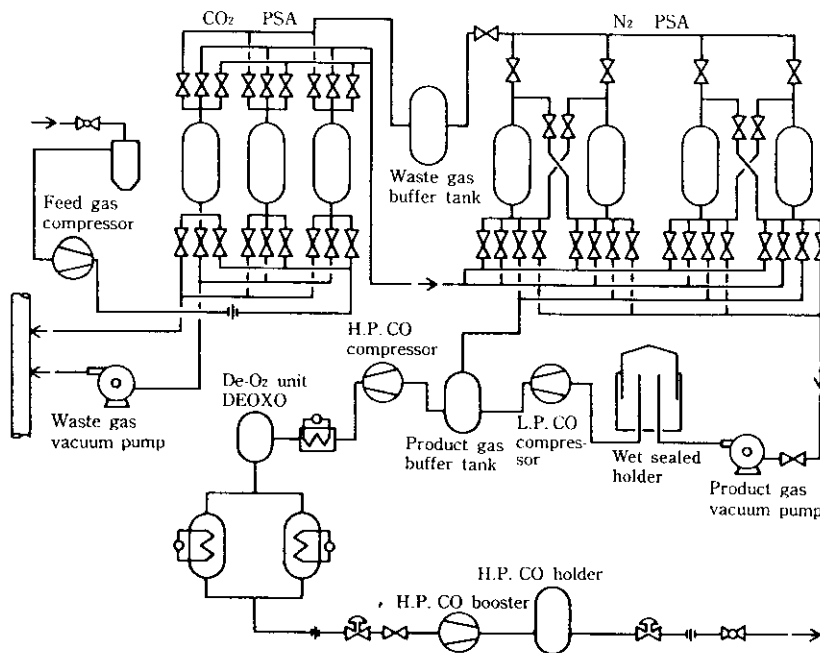 CO₂ PSA
N₂ PSA
Waste gas
buffer tank
Feed gas
compressor
H.P. CO
compressor
De-O₂ unit
DEOXO
Waste gas
vacuum pump
Product gas
buffer tank
L.P. CO
compres-
sor
Wet sealed
holder
Product gas
vacuum pump
H.P. CO holder
H.P. CO booster